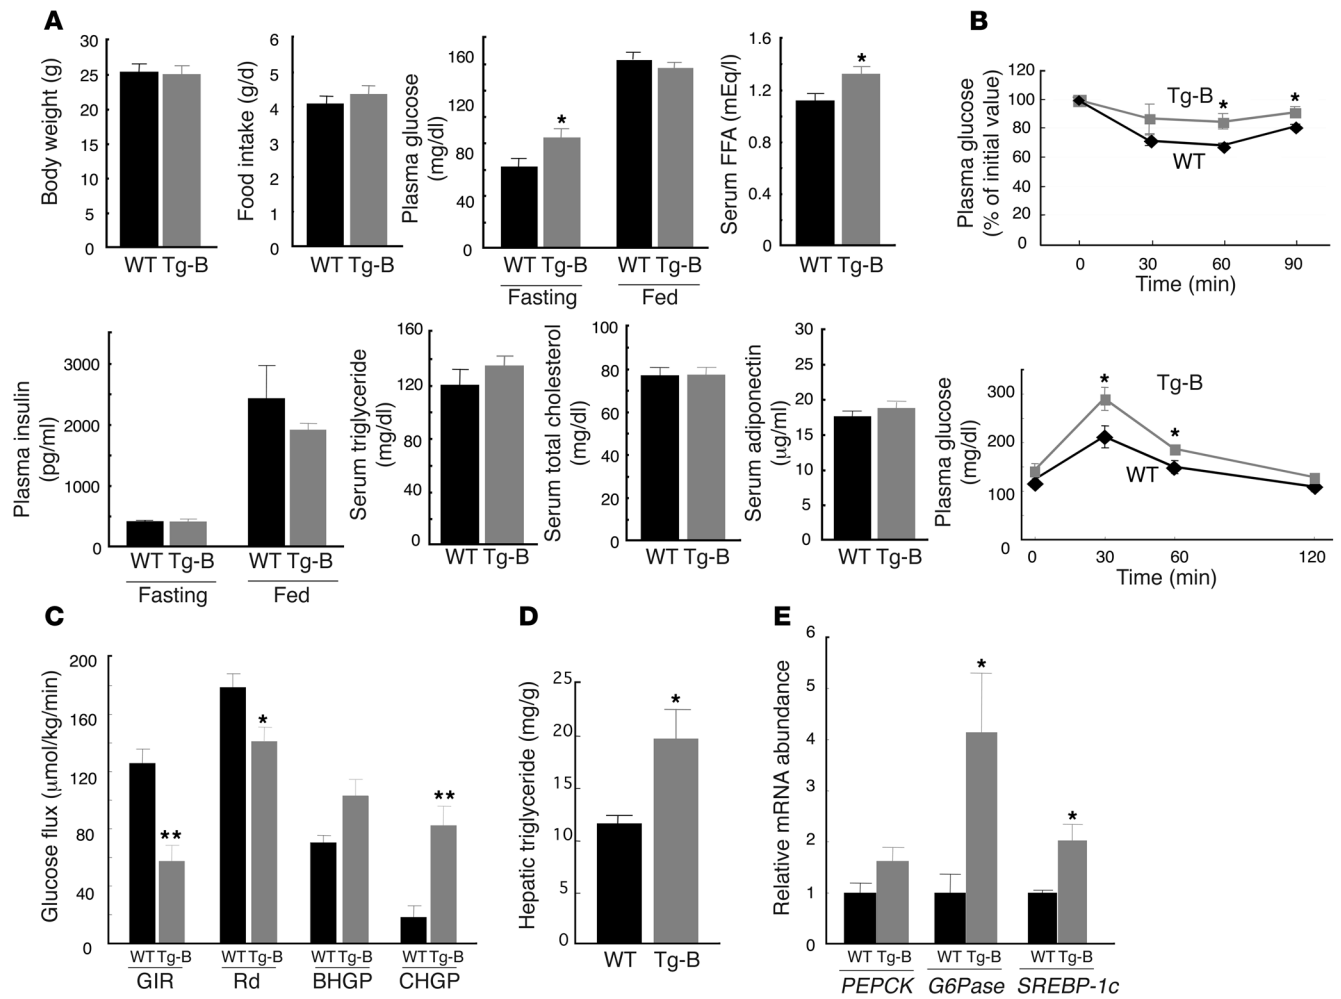 A
Body weight (g)
30
25
20
15
10
5
0
WT Tg-B
Food intake (g/d)
6
5
4
3
2
1
0
WT Tg-B
Plasma glucose
(mg/dl)
160
120
80
40
0
*
WT Tg-B WT Tg-B
Fasting Fed
Serum FFA (mEq/l)
1.6
1.2
0.8
0.4
0
*
WT Tg-B
B
Plasma glucose
(% of initial value)
120
100
80
60
40
20
0
Tg-B
* *
WT
0 30 60 90
Time (min)
Plasma insulin
(pg/ml)
3000
2000
1000
0
WT Tg-B WT Tg-B
Fasting Fed
Serum triglyceride
(mg/dl)
160
120
80
40
0
WT Tg-B
Serum total cholesterol
(mg/dl)
100
80
60
40
20
0
WT Tg-B
Serum adiponectin
(μg/ml)
30
25
20
15
10
5
0
WT Tg-B
Plasma glucose
(mg/dl)
300
200
100
0
* Tg-B
*
WT
0 30 60 120
Time (min)
C
Glucose flux (μmol/kg/min)
200
160
120
80
40
0
**
*
**
WT Tg-B WT Tg-B WT Tg-B WT Tg-B
GIR Rd BHGP CHGP
D
Hepatic triglyceride (mg/g)
25
20
15
10
5
0
*
WT Tg-B
E
Relative mRNA abundance
6
5
4
3
2
1
0
*
*
WT Tg-B WT Tg-B WT Tg-B
PEPCK G6Pase SREBP-1c